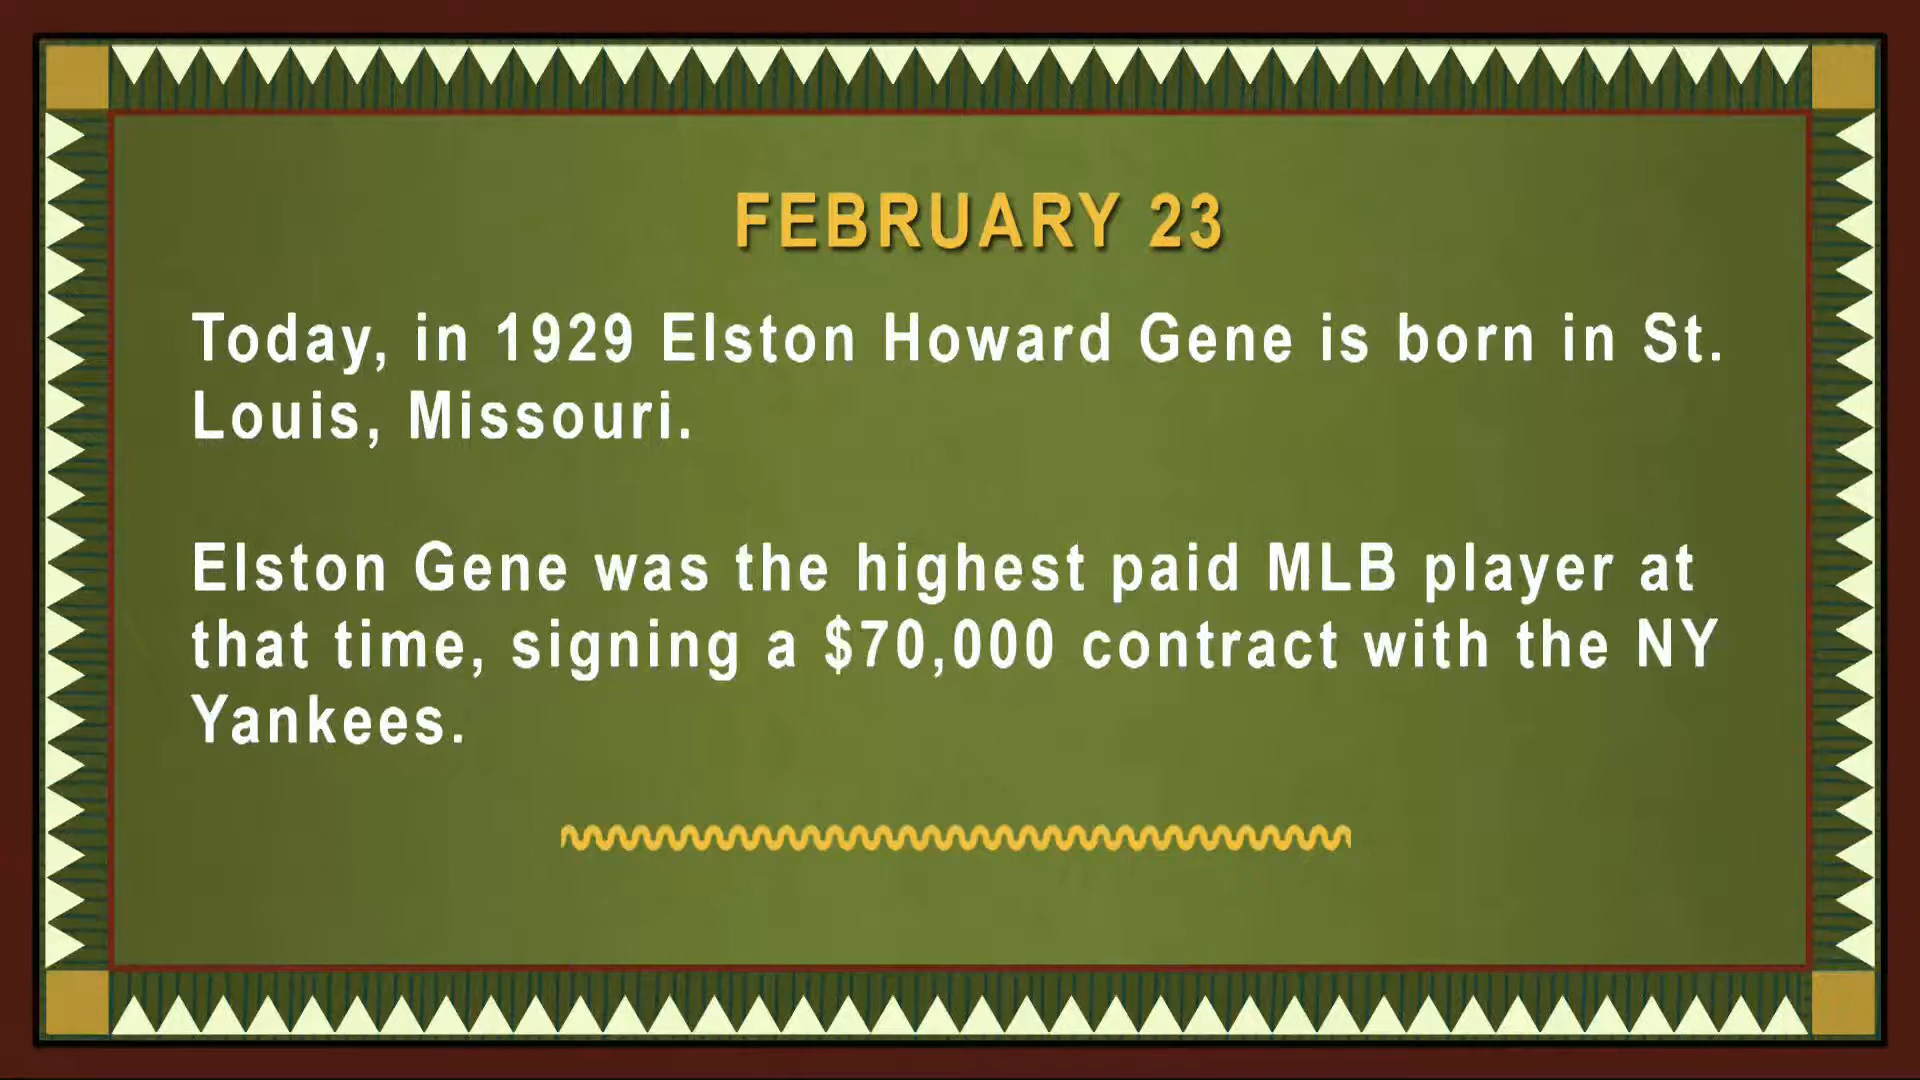 FEBRUARY 23
Today, in 1929 Elston Howard Gene is born in St.
Louis, Missouri.
Elston Gene was the highest paid MLB player at
that time, signing a $70,000 contract with the NY
Yankees.